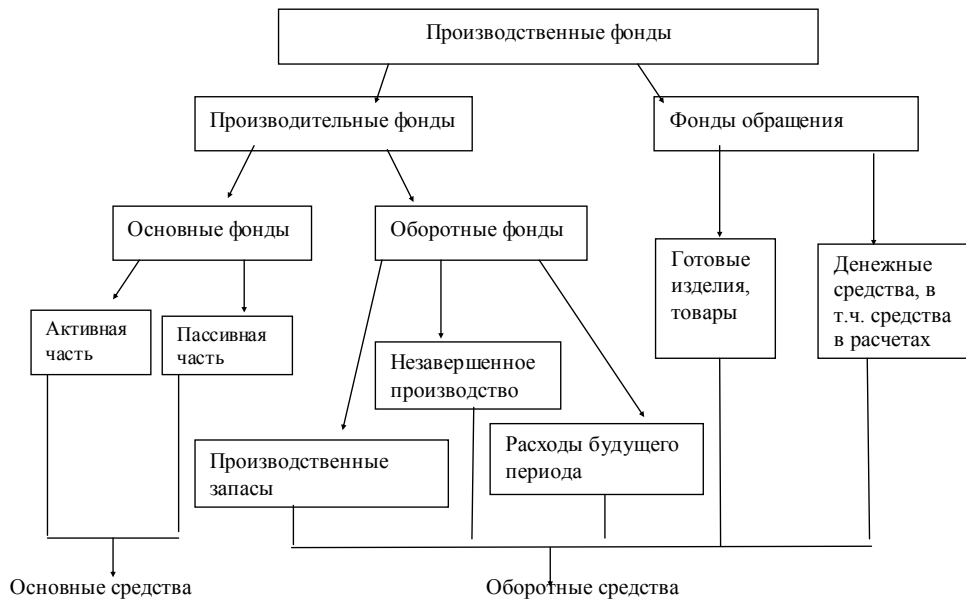 Производственные фонды
Производительные фонды
Фонды обращения
Основные фонды
Оборотные фонды
Готовые
изделия,
товары
Денежные
средства, в
т.ч. средства
в расчетах
Активная
часть
Пассивная
часть
Незавершенное
производство
Производственные
запасы
Расходы будущего
периода
Основные средства
Оборотные средства